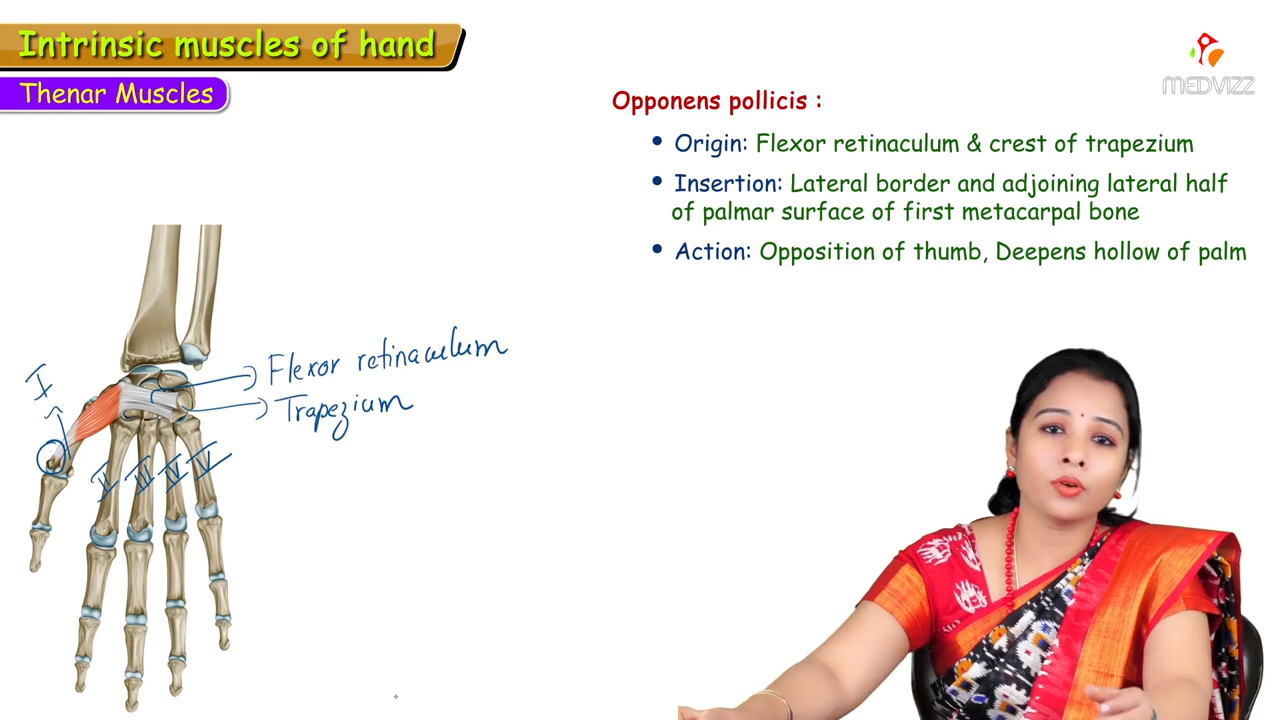 Intrinsic muscles of hand
Thenar Muscles
MEDVIZZ
Opponens pollicis :
• Origin: Flexor retinaculum & crest of trapezium
• Insertion: Lateral border and adjoining lateral half
of palmar surface of first metacarpal bone
• Action: Opposition of thumb, Deepens hollow of palm
Flexor retinaculum
Trapezium
I
II III IV V